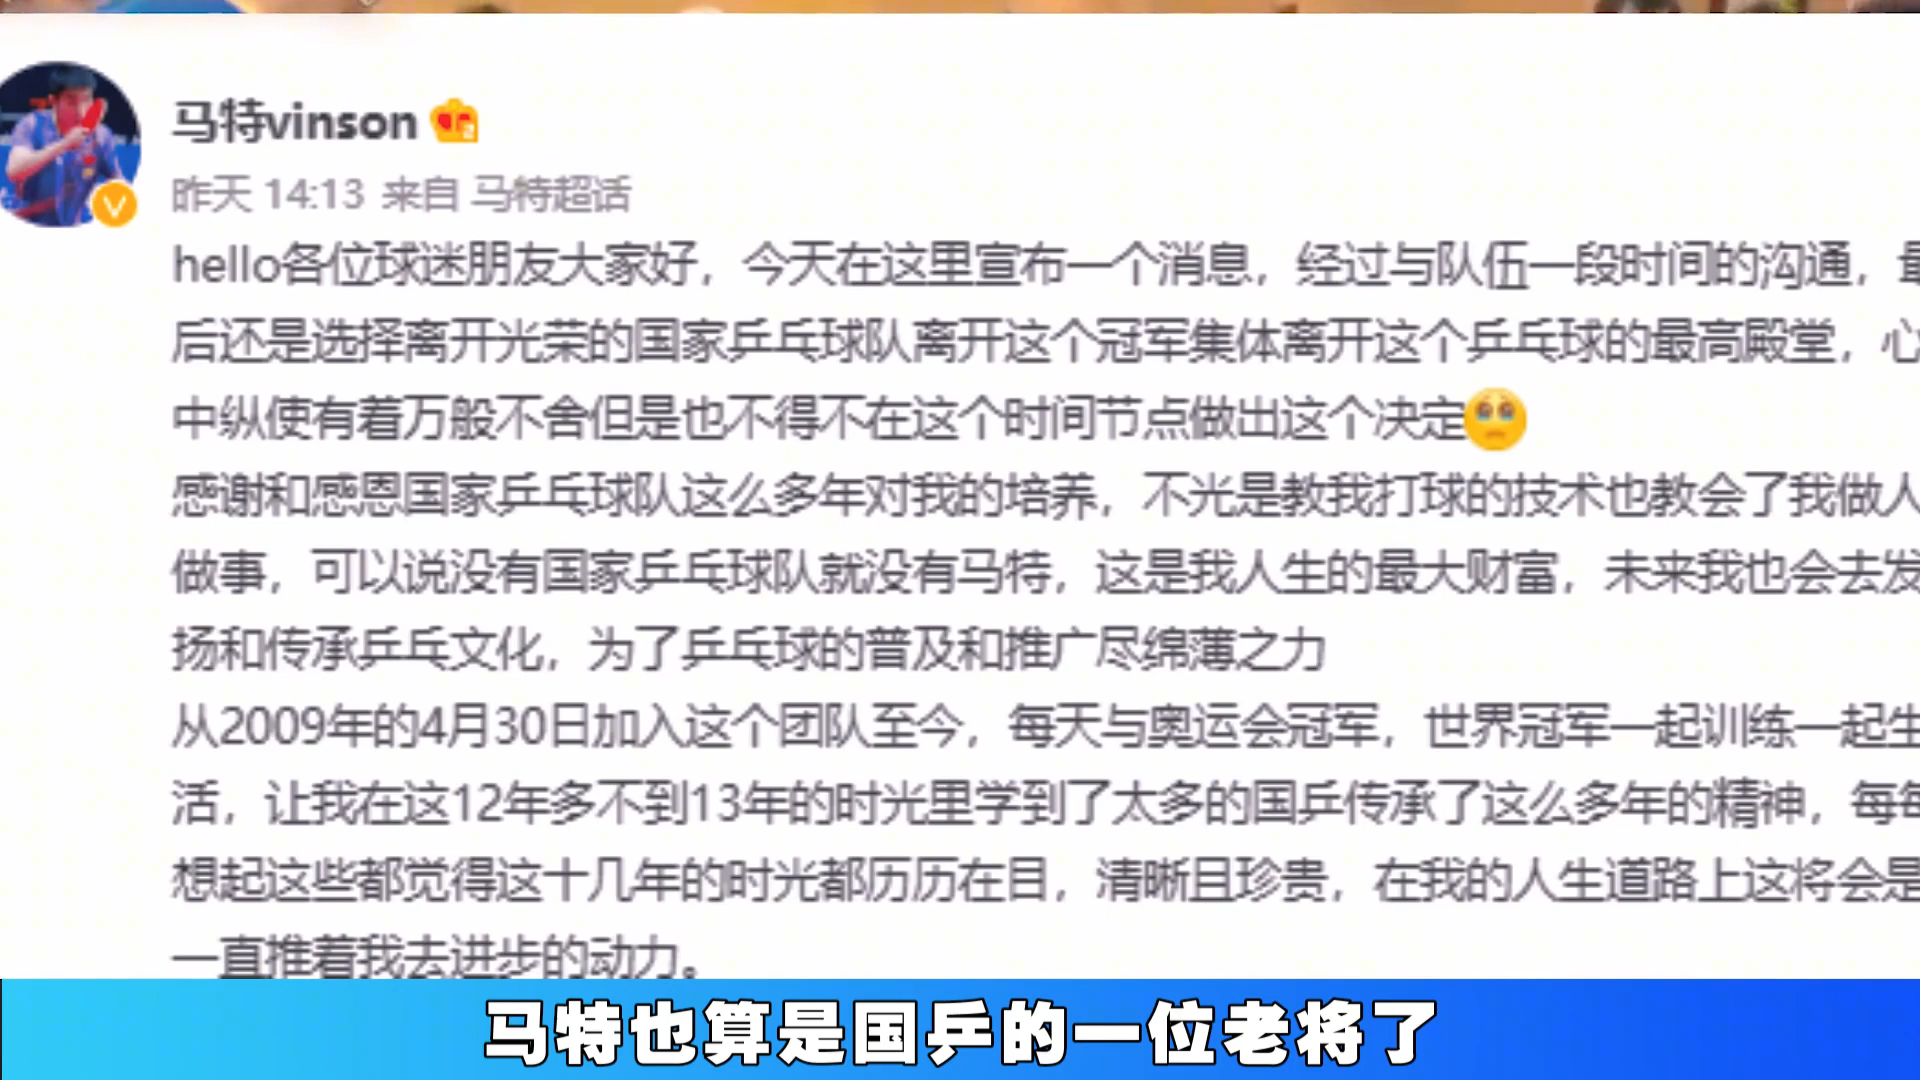 马特vinson
昨天 14:13 来自 马特超话
hello各位球迷朋友大家好，今天在这里宣布一个消息，经过与队伍一段时间的沟通，最
后还是选择离开光荣的国家乒乓球队离开这个冠军集体离开这个乒乓球的最高殿堂，心
中纵使有着万般不舍但是也不得不在这个时间节点做出这个决定
感谢和感恩国家乒乓球队这么多年对我的培养，不光是教我打球的技术也教会了我做人
做事，可以说没有国家乒乓球队就没有马特，这是我人生的最大财富，未来我也会去发
扬和传承乒乓文化，为了乒乓球的普及和推广尽绵薄之力
从2009年的4月30日加入这个团队至今，每天与奥运会冠军，世界冠军一起训练一起生
活，让我在这12年多不到13年的时光里学到了太多的国乒传承了这么多年的精神，每每
想起这些都觉得这十几年的时光都历历在目，清晰且珍贵，在我的人生道路上这将会是
一直推着我去进步的动力。
马特也算是国乒的一位老将了